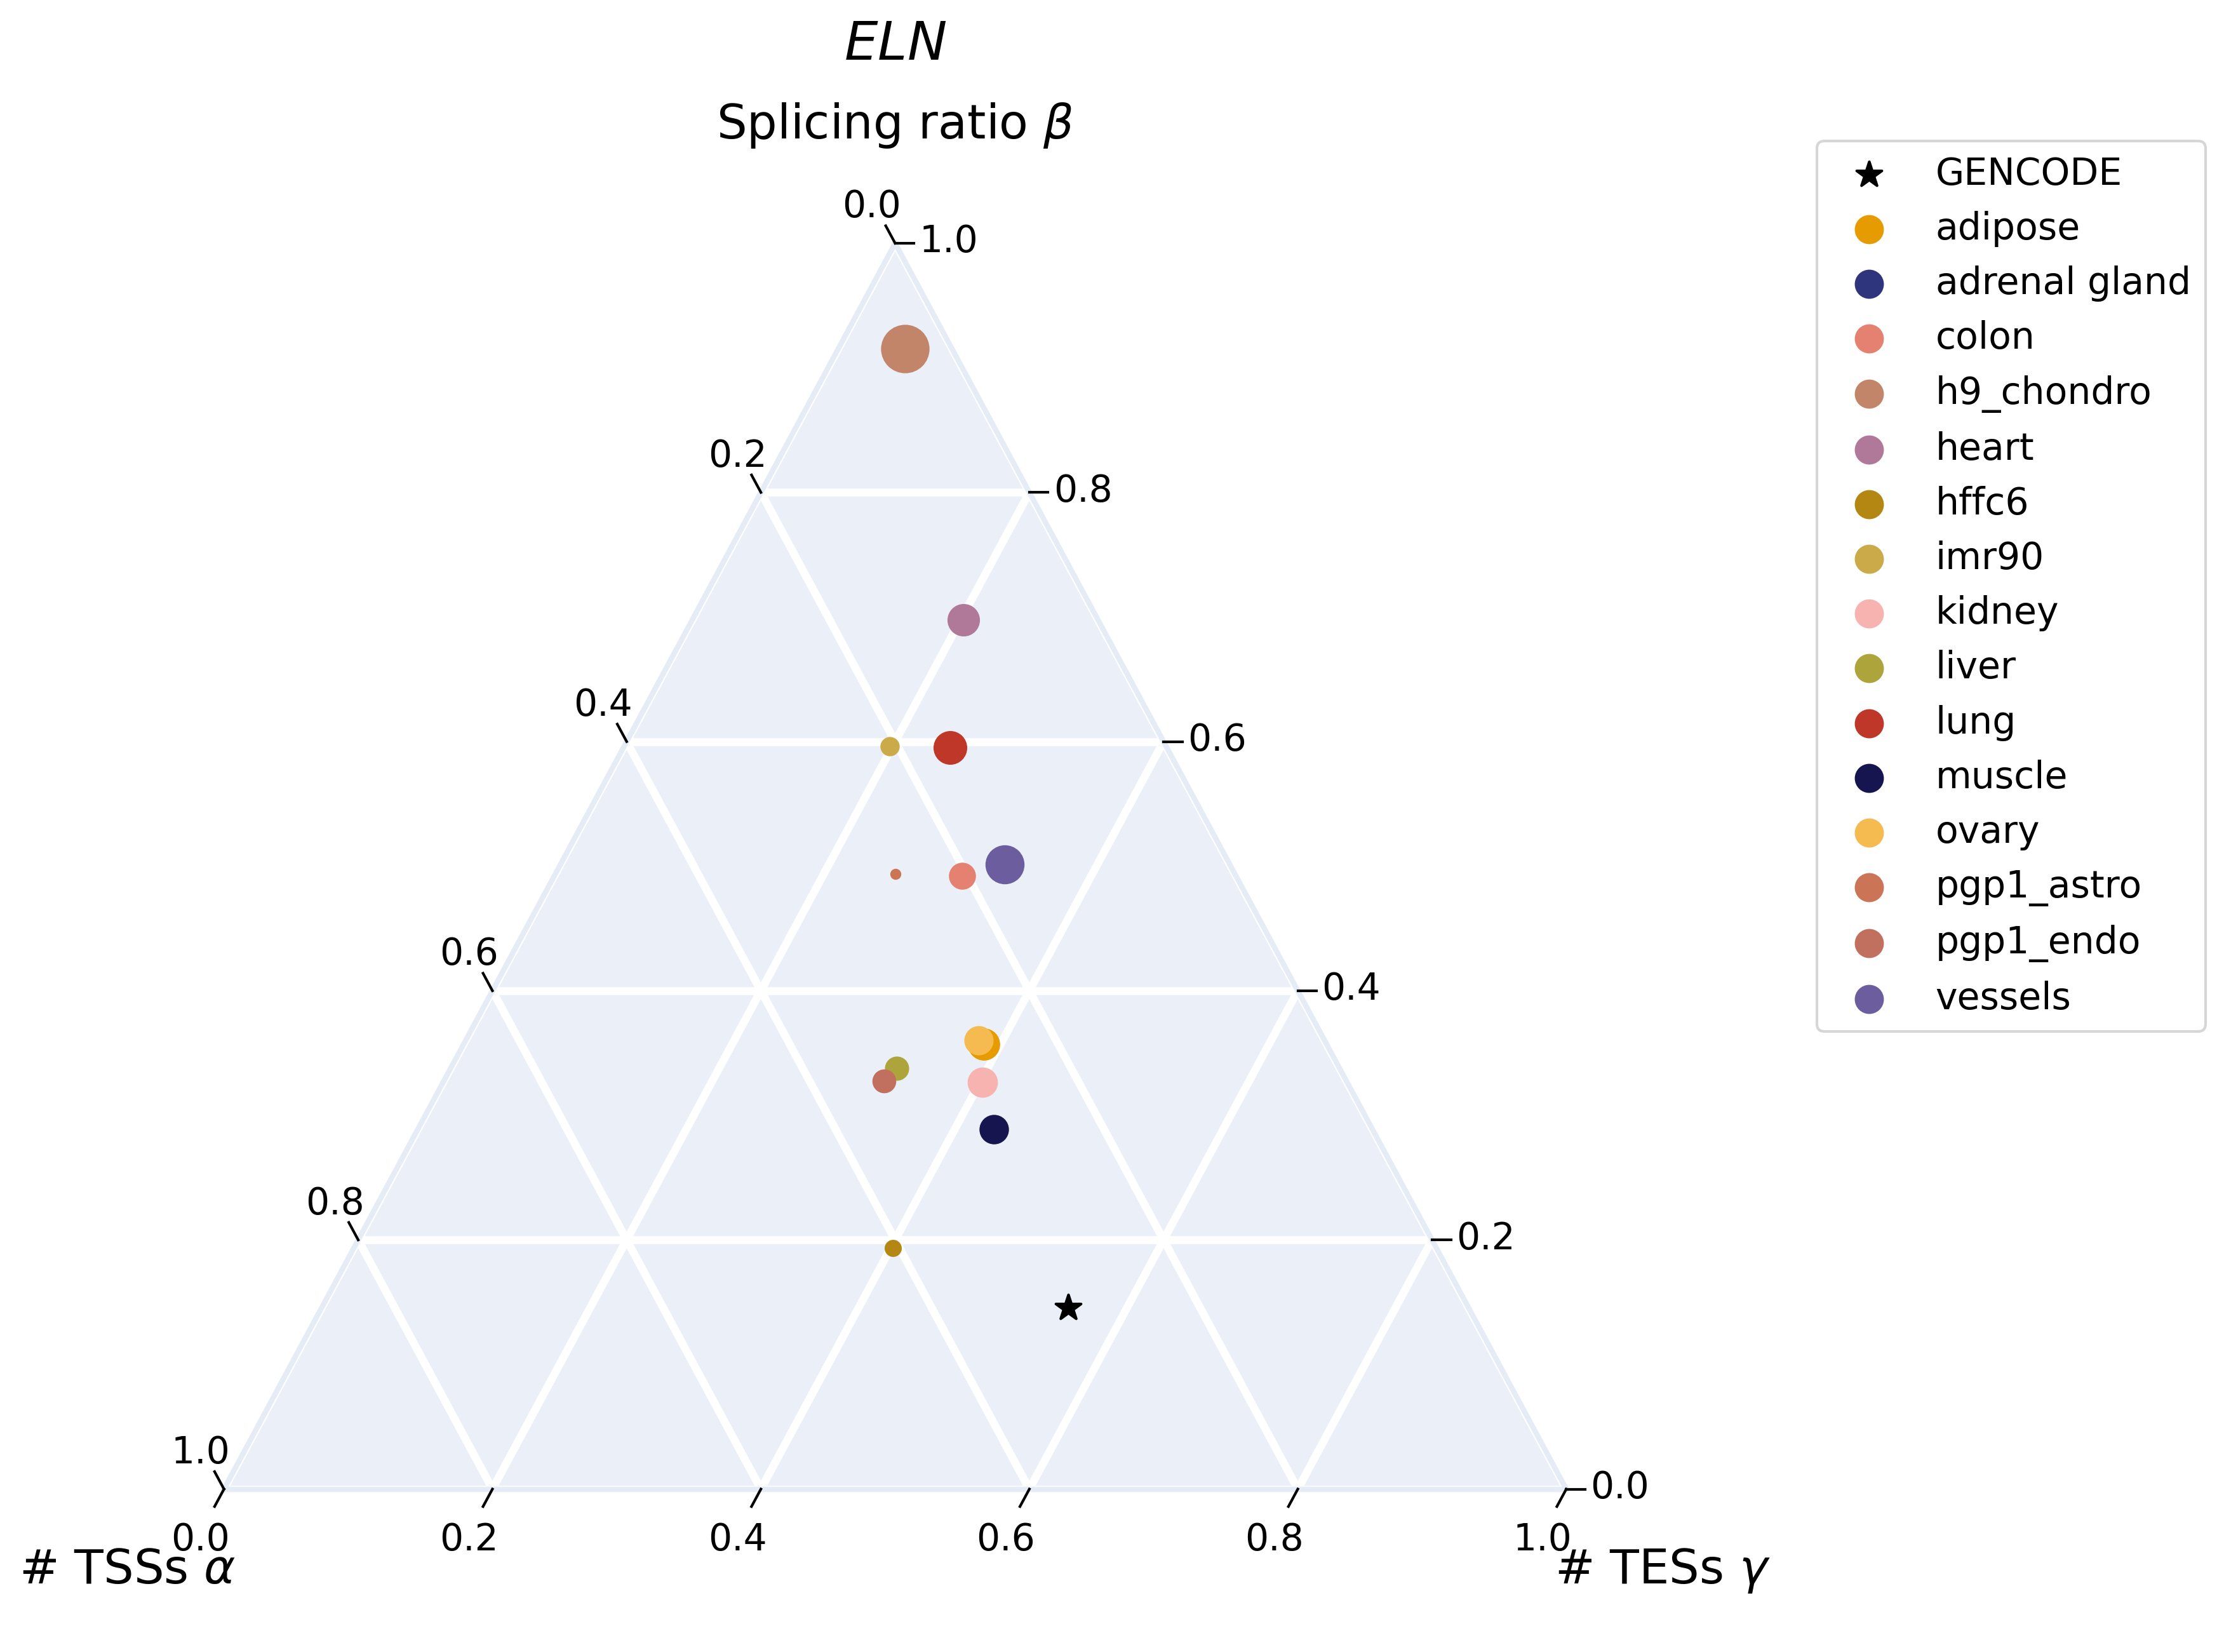 ELN
Splicing ratio β
0.0
1.0
0.2
0.8
0.4
0.6
0.6
0.4
0.8
0.2
1.0
0.0
0.0
0.2
0.4
0.6
0.8
1.0
# TSSs α
# TESs γ
GENCODE
adipose
adrenal gland
colon
h9_chondro
heart
hffc6
imr90
kidney
liver
lung
muscle
ovary
pgp1_astro
pgp1_endo
vessels